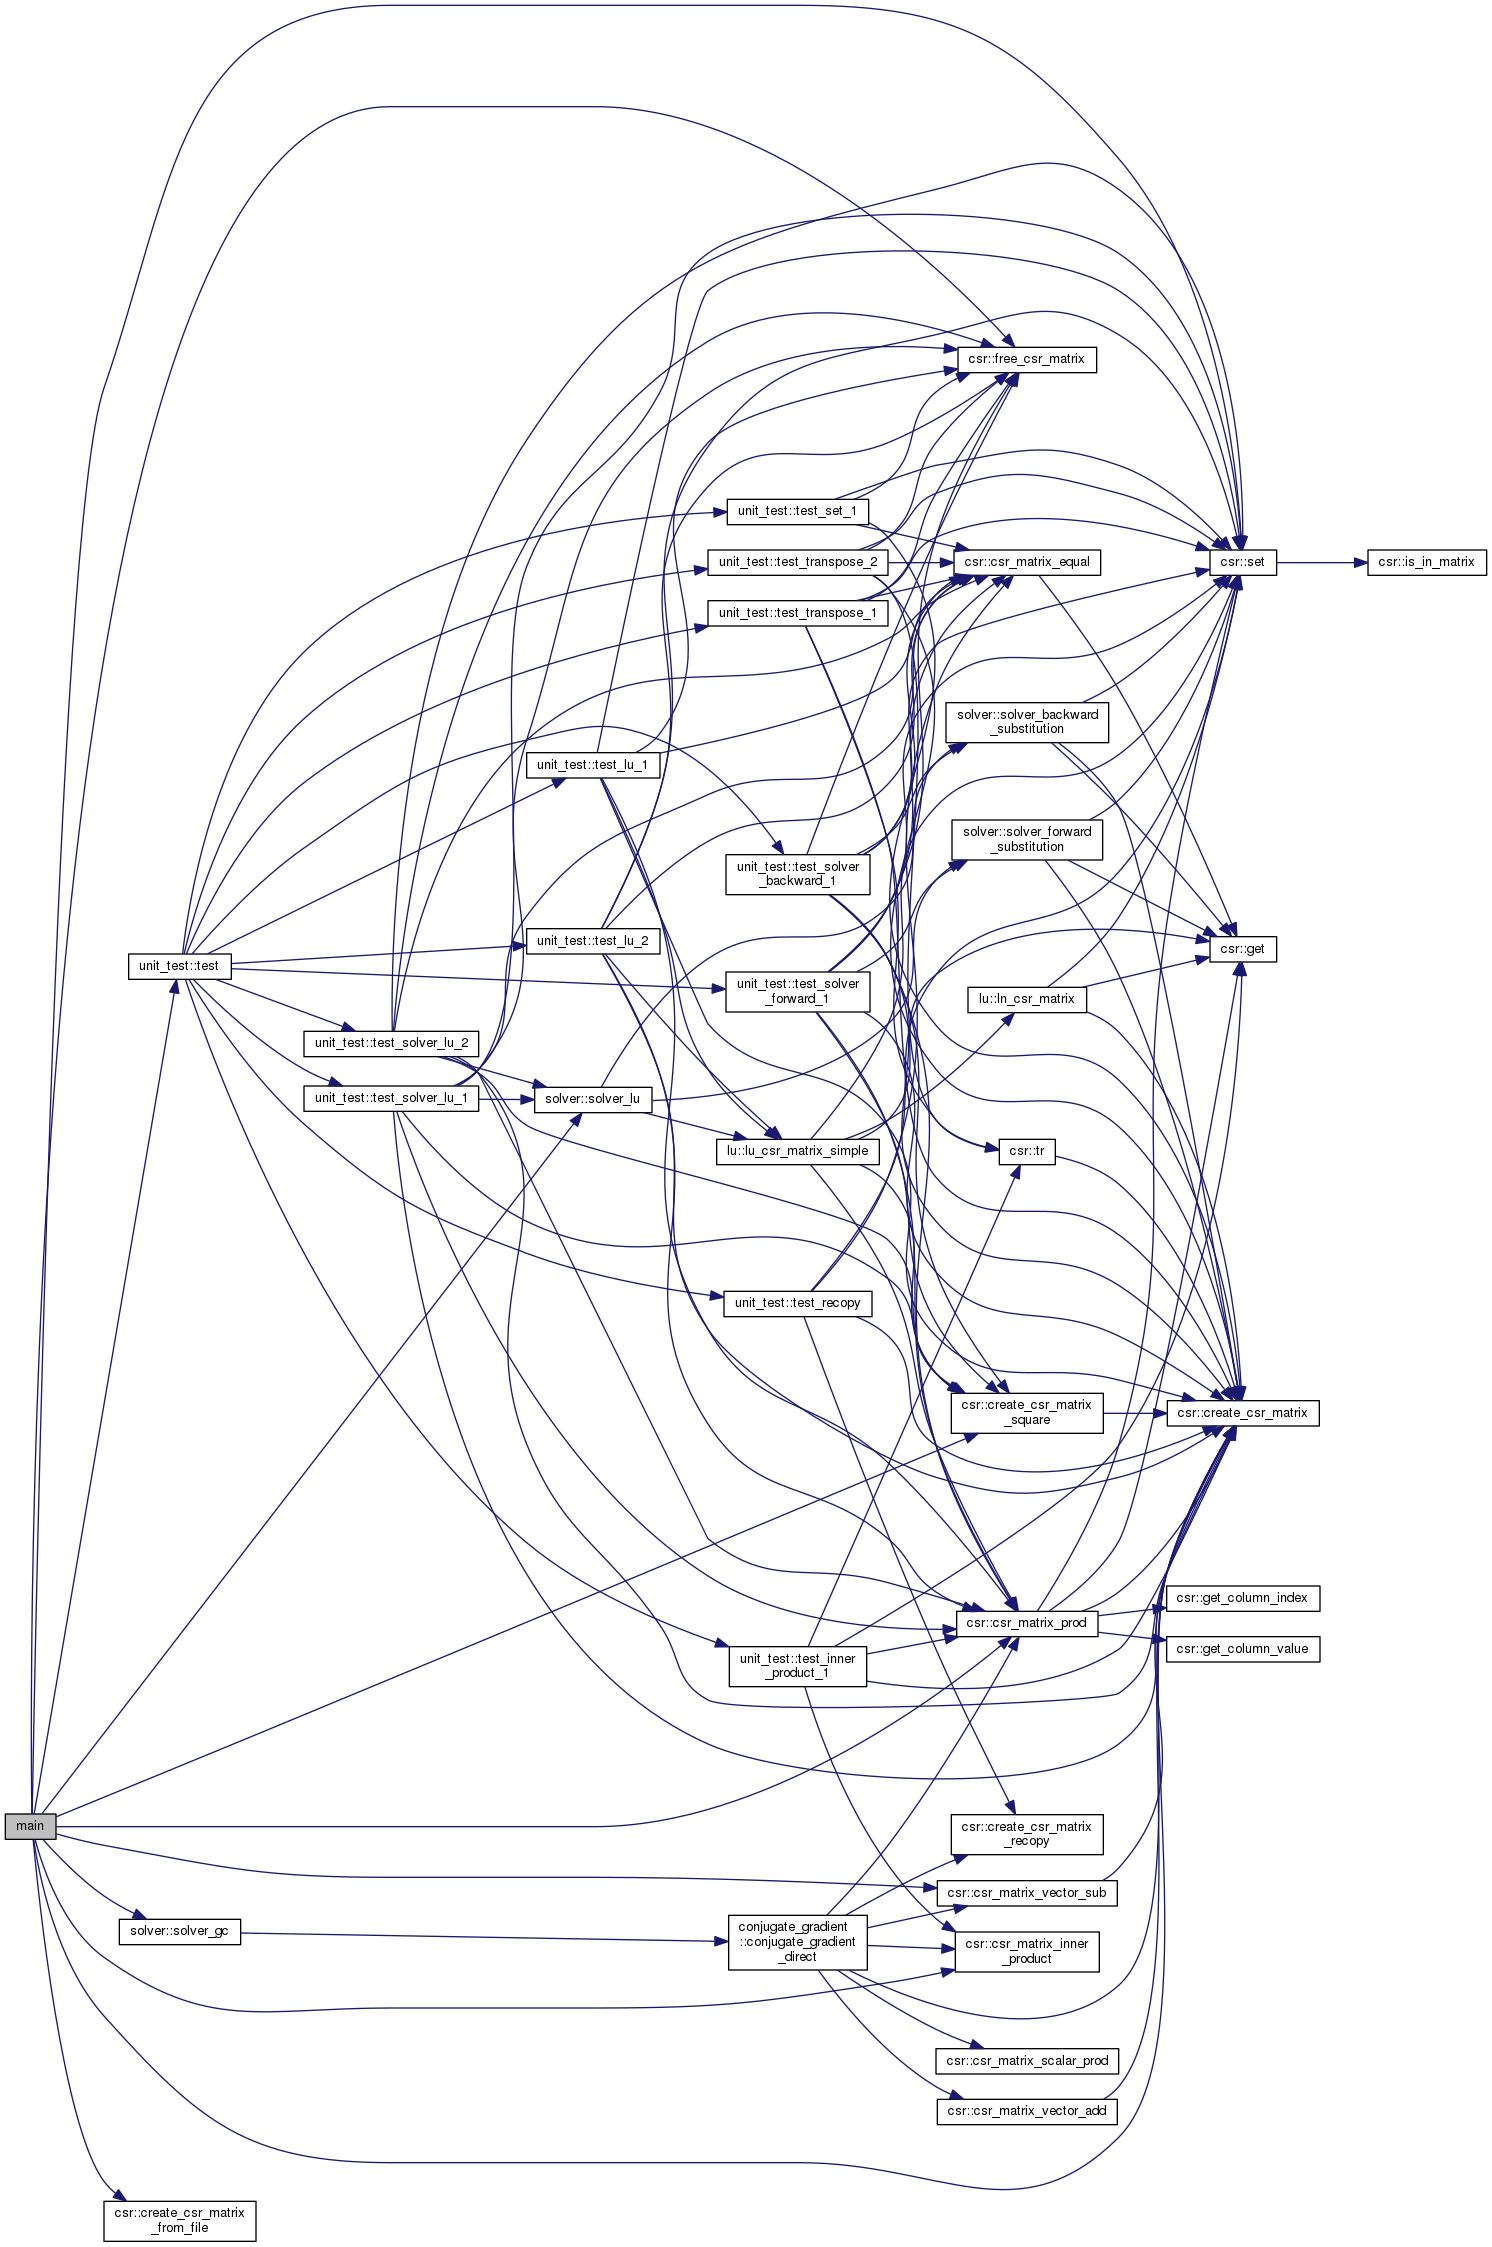 csr::free_csr_matrix
unit_test::test_set_1
unit_test::test_transpose_2
csr::csr_matrix_equal
csr::set
csr::is_in_matrix
unit_test::test_transpose_1
solver::solver_backward
_substitution
unit_test::test_lu_1
solver::solver_forward
_substitution
unit_test::test_solver
_backward_1
unit_test::test_lu_2
csr::get
unit_test::test
unit_test::test_solver
_forward_1
lu::ln_csr_matrix
unit_test::test_solver_lu_2
unit_test::test_solver_lu_1
solver::solver_lu
lu::lu_csr_matrix_simple
csr::tr
unit_test::test_recopy
csr::create_csr_matrix
_square
csr::create_csr_matrix
csr::get_column_index
csr::csr_matrix_prod
csr::get_column_value
unit_test::test_inner
_product_1
main
csr::create_csr_matrix
_recopy
csr::csr_matrix_vector_sub
solver::solver_gc
conjugate_gradient
::conjugate_gradient
_direct
csr::csr_matrix_inner
_product
csr::csr_matrix_scalar_prod
csr::csr_matrix_vector_add
csr::create_csr_matrix
_from_file